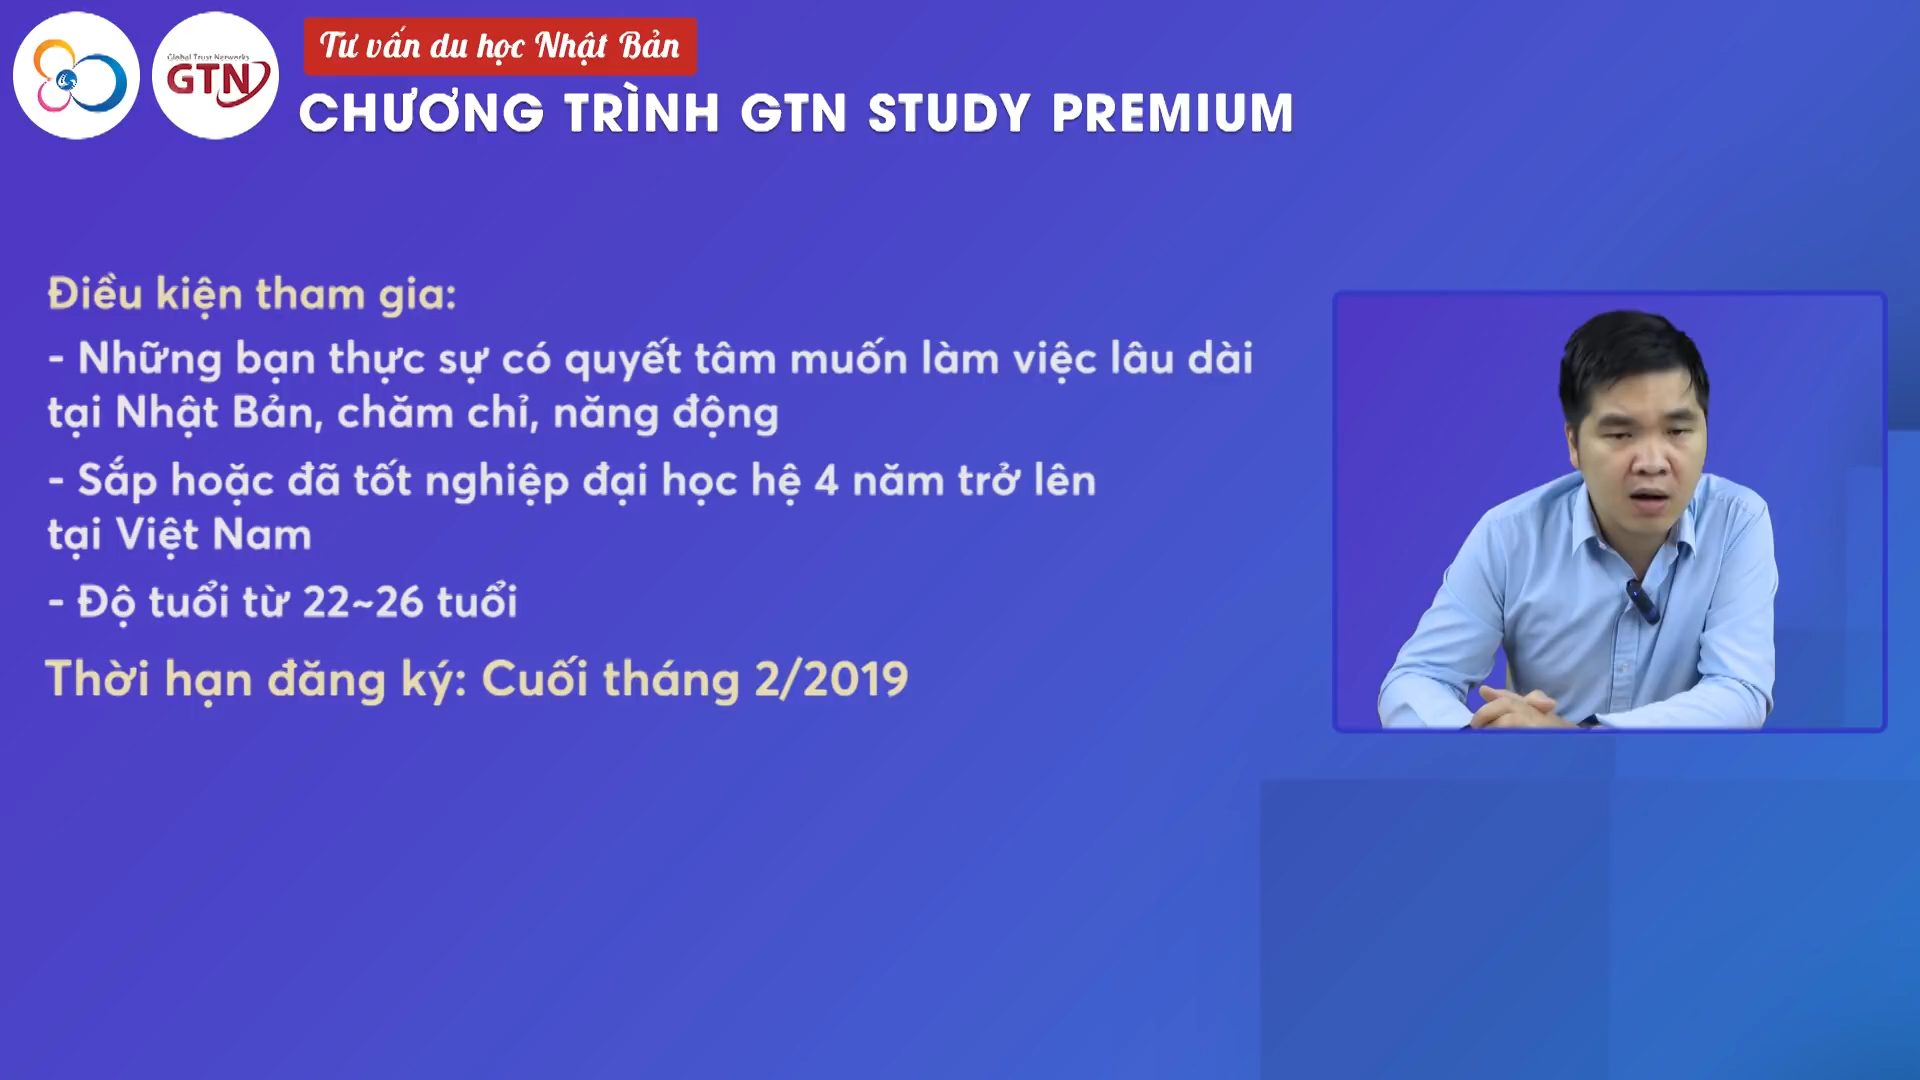 Global Trust Networks
GTN
Tư vấn du học Nhật Bản
CHƯƠNG TRÌNH GTN STUDY PREMIUM
Điều kiện tham gia:
- Những bạn thực sự có quyết tâm muốn làm việc lâu dài
tại Nhật Bản, chăm chỉ, năng động
- Sắp hoặc đã tốt nghiệp đại học hệ 4 năm trở lên
tại Việt Nam
- Độ tuổi từ 22~26 tuổi
Thời hạn đăng ký: Cuối tháng 2/2019